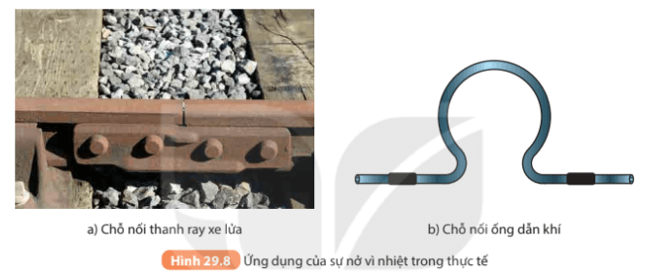 a) Chỗ nối thanh ray xe lửa
b) Chỗ nối ống dẫn khí
Hình 29.8 Ứng dụng của sự nở vì nhiệt trong thực tế